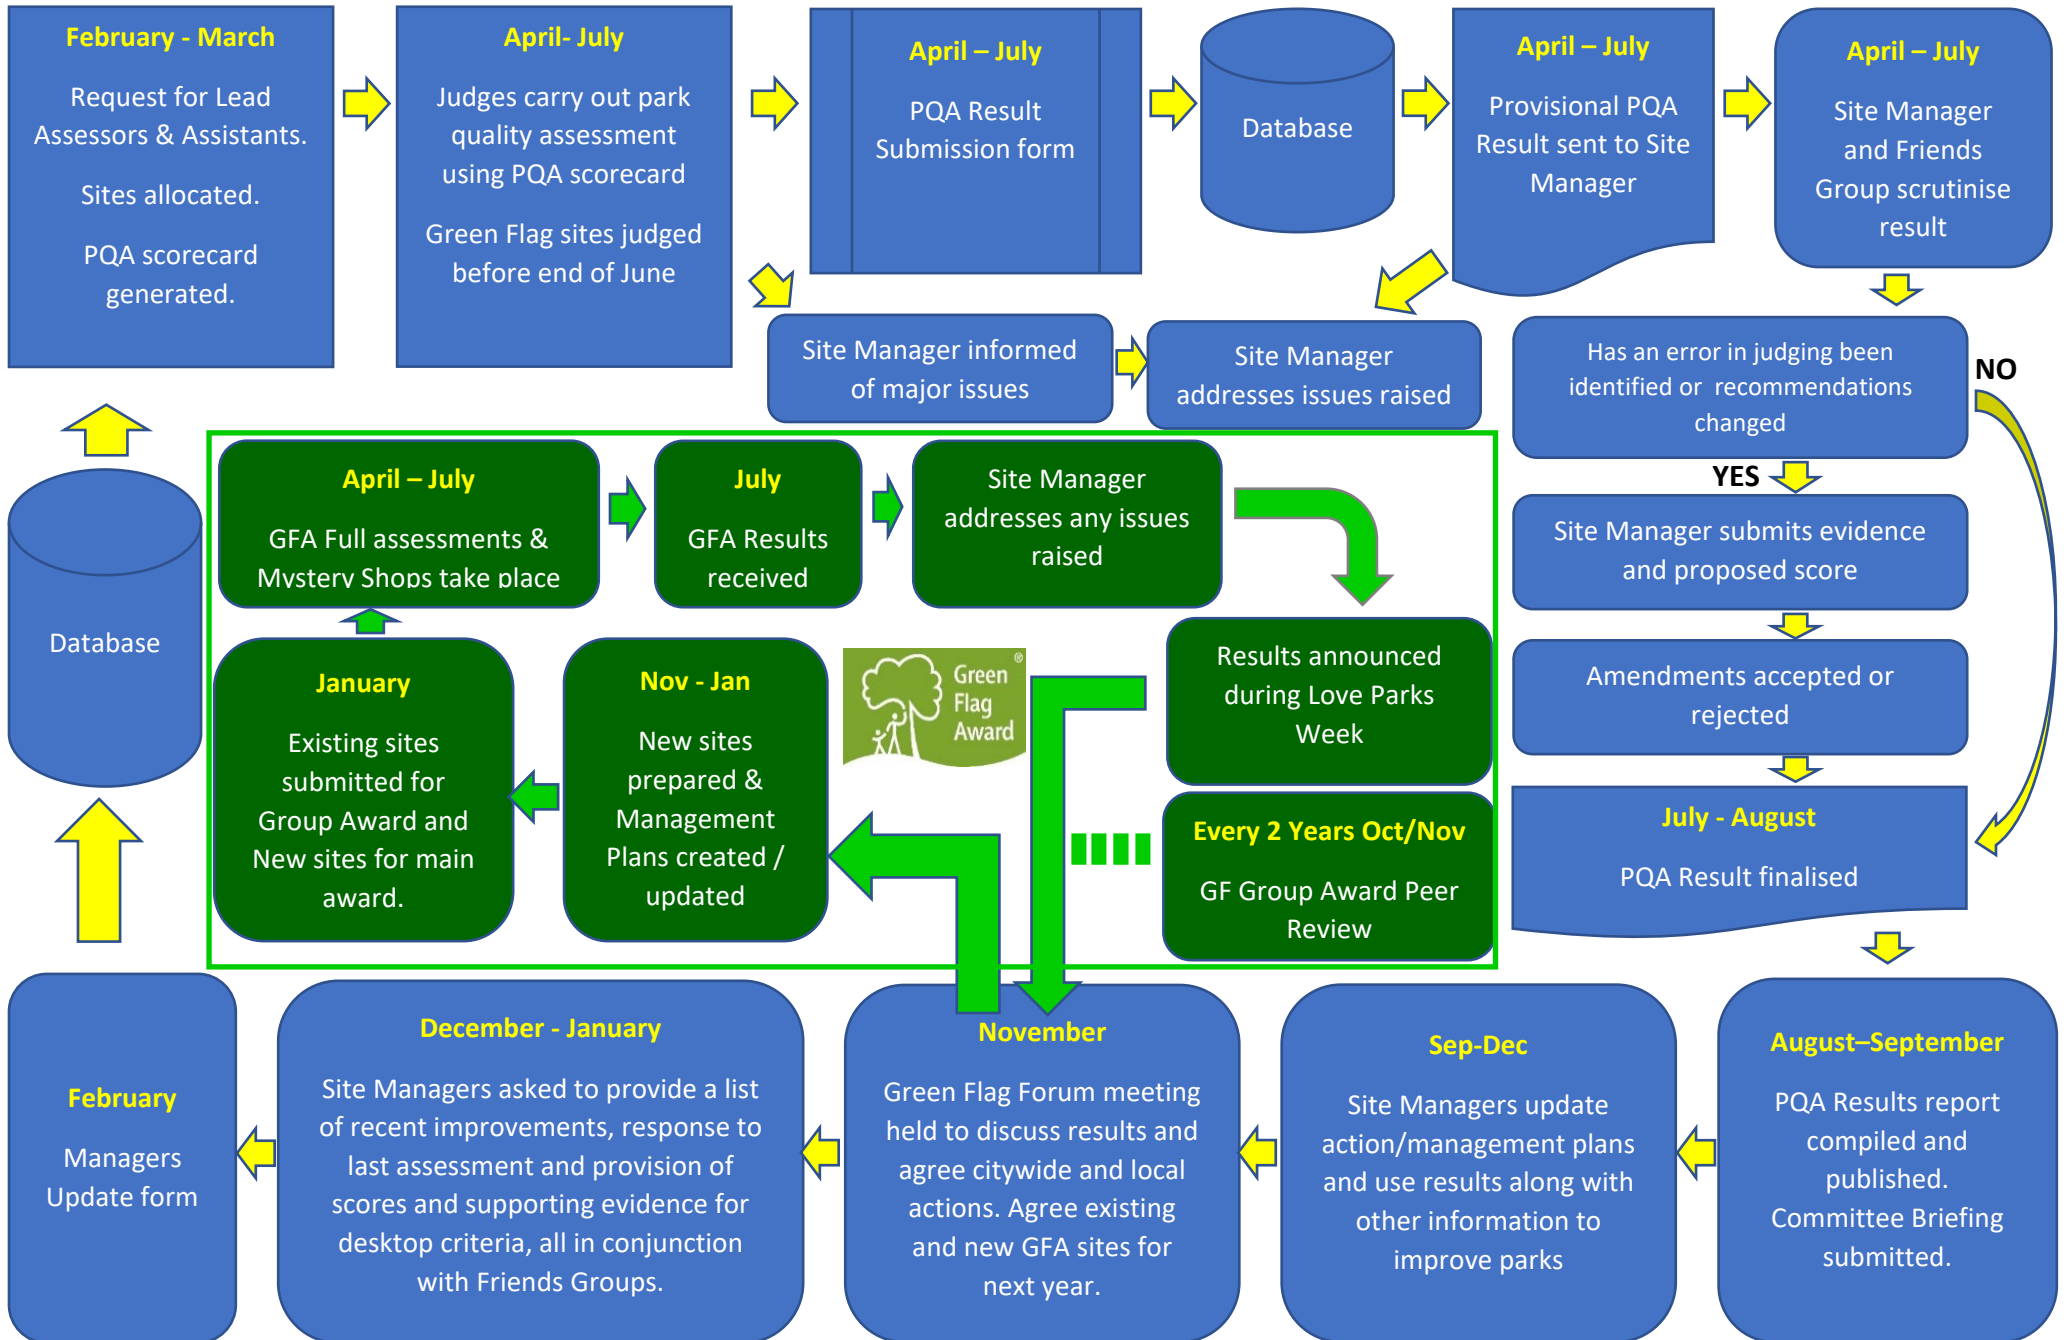 February - March
Request for Lead
Assessors & Assistants.
Sites allocated.
PQA scorecard
generated.
April- July
Judges carry out park
quality assessment
using PQA scorecard
Green Flag sites judged
before end of June
April – July
PQA Result
Submission form
Database
April – July
Provisional PQA
Result sent to Site
Manager
April – July
Site Manager
and Friends
Group scrutinise
result
Site Manager informed
of major issues
Site Manager
addresses issues raised
Has an error in judging been
identified or recommendations
changed
NO
YES
Site Manager submits evidence
and proposed score
Amendments accepted or
rejected
July - August
PQA Result finalised
Database
April – July
GFA Full assessments &
Mystery Shops take place
July
GFA Results
received
Site Manager
addresses any issues
raised
January
Existing sites
submitted for
Group Award and
New sites for main
award.
Nov - Jan
New sites
prepared &
Management
Plans created /
updated
Green
Flag
Award
®
Results announced
during Love Parks
Week
Every 2 Years Oct/Nov
GF Group Award Peer
Review
February
Managers
Update form
December - January
Site Managers asked to provide a list
of recent improvements, response to
last assessment and provision of
scores and supporting evidence for
desktop criteria, all in conjunction
with Friends Groups.
November
Green Flag Forum meeting
held to discuss results and
agree citywide and local
actions. Agree existing
and new GFA sites for
next year.
Sep-Dec
Site Managers update
action/management plans
and use results along with
other information to
improve parks
August–September
PQA Results report
compiled and
published.
Committee Briefing
submitted.